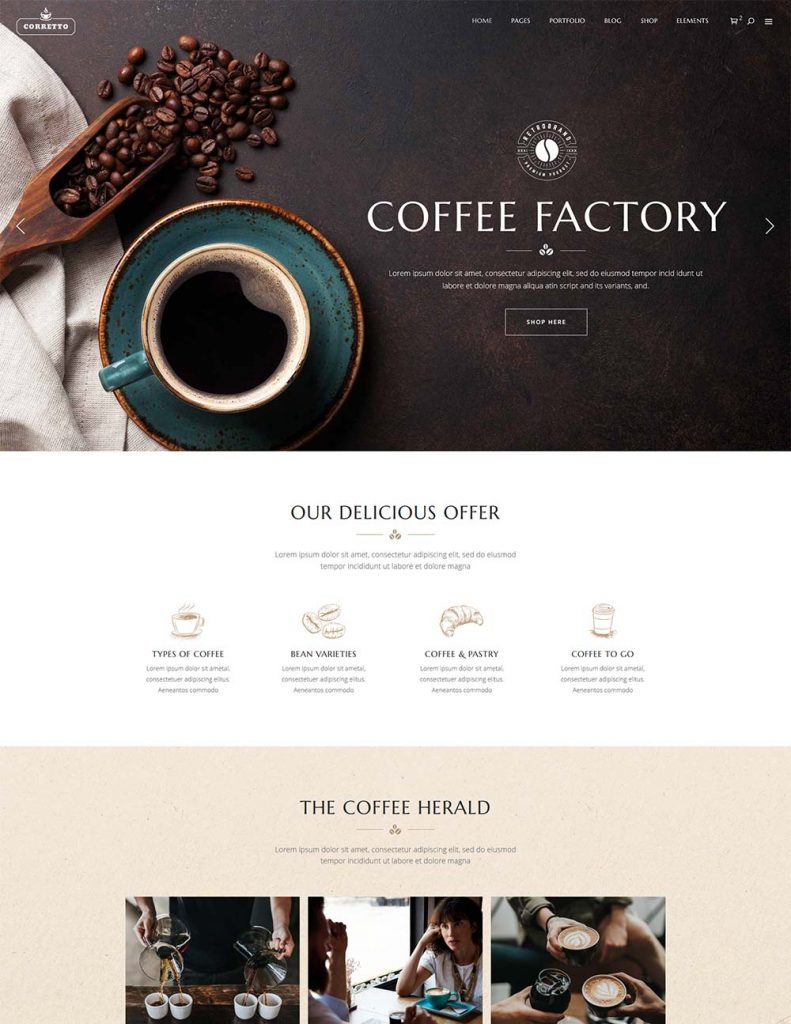 CORRETTO
HOME PAGES PORTFOLIO BLOG SHOP ELEMENTS 2
RETROBRAND
PREMIUM PRODUCT
COFFEE FACTORY
Lorem ipsum dolor sit amet, consectetur adipiscing elit, sed do eiusmod tempor incid idunt ut
labore et dolore magna aliqua atin script and its variants, and.
SHOP HERE
OUR DELICIOUS OFFER
Lorem ipsum dolor sit amet, consectetur adipiscing elit, sed do eiusmod
tempor incididunt ut labore et dolore magna
TYPES OF COFFEE
Lorem ipsum dolor sit ametal,
consectetuer adipiscing elitus.
Aeneantos commodo
BEAN VARIETIES
Lorem ipsum dolor sit ametal,
consectetuer adipiscing elitus.
Aeneantos commodo
COFFEE & PASTRY
Lorem ipsum dolor sit ametal,
consectetuer adipiscing elitus.
Aeneantos commodo
COFFEE TO GO
Lorem ipsum dolor sit ametal,
consectetuer adipiscing elitus.
Aeneantos commodo
THE COFFEE HERALD
Lorem ipsum dolor sit amet, consectetur adipiscing elit, sed do eiusmod
tempor incididunt ut labore et dolore magna